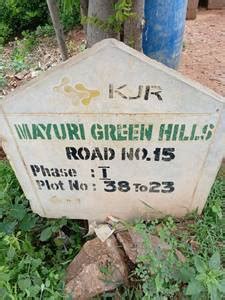 KJR
MAYURI GREEN HILLS
ROAD NO.15
Phase : I
Plot No : 38 To 23